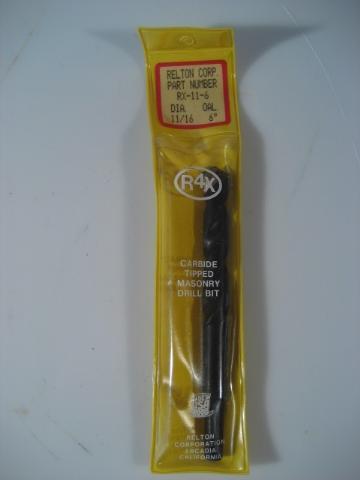 RELTON CORP.
PART NUMBER
RX-11-6
DIA OAL
11/16 6"
R4X
CARBIDE
TIPPED
MASONRY
DRILL BIT
USA
RELTON
CORPORATION
ARCADIA
CALIFORNIA